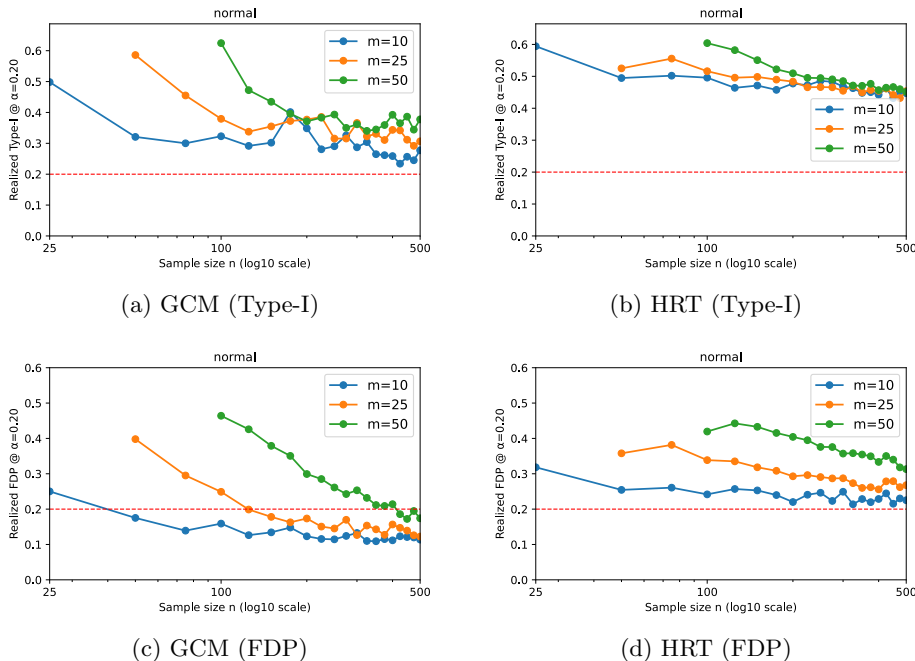 normal
Realized Type-I @ α=0.20
0.6
0.5
0.4
0.3
0.2
0.1
0.0
m=10
m=25
m=50
25
100
500
Sample size n (log10 scale)
(a) GCM (Type-I)
normal
Realized Type-I @ α=0.20
0.6
0.5
0.4
0.3
0.2
0.1
0.0
m=10
m=25
m=50
25
100
500
Sample size n (log10 scale)
(b) HRT (Type-I)
normal
Realized FDP @ α=0.20
0.6
0.5
0.4
0.3
0.2
0.1
0.0
m=10
m=25
m=50
25
100
500
Sample size n (log10 scale)
(c) GCM (FDP)
normal
Realized FDP @ α=0.20
0.6
0.5
0.4
0.3
0.2
0.1
0.0
m=10
m=25
m=50
25
100
500
Sample size n (log10 scale)
(d) HRT (FDP)